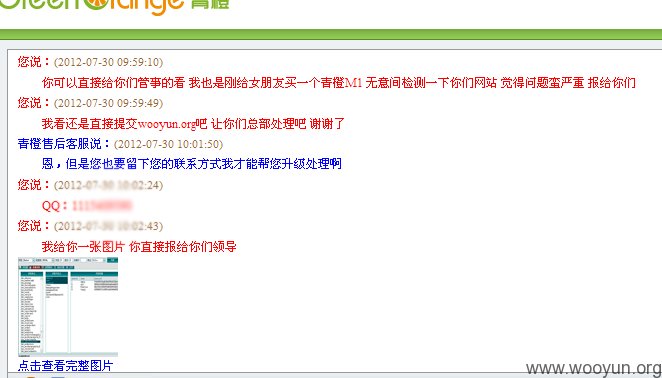 GreenOrange 青橙
您说：(2012-07-30 09:59:10)
你可以直接给你们管事的看 我也是刚给女朋友买一个青橙M1 无意间检测一下你们网站 觉得问题蛮严重 报给你们
您说：(2012-07-30 09:59:49)
我看还是直接提交wooyun.org吧 让你们总部处理吧 谢谢了
青橙售后客服说：(2012-07-30 10:01:50)
恩，但是您也要留下您的联系方式我才能帮您升级处理啊
您说：(2012-07-30 10:02:24)
QQ：
您说：(2012-07-30 10:02:43)
我给你一张图片 你直接报给你们领导
点击查看完整图片
www.wooyun.org